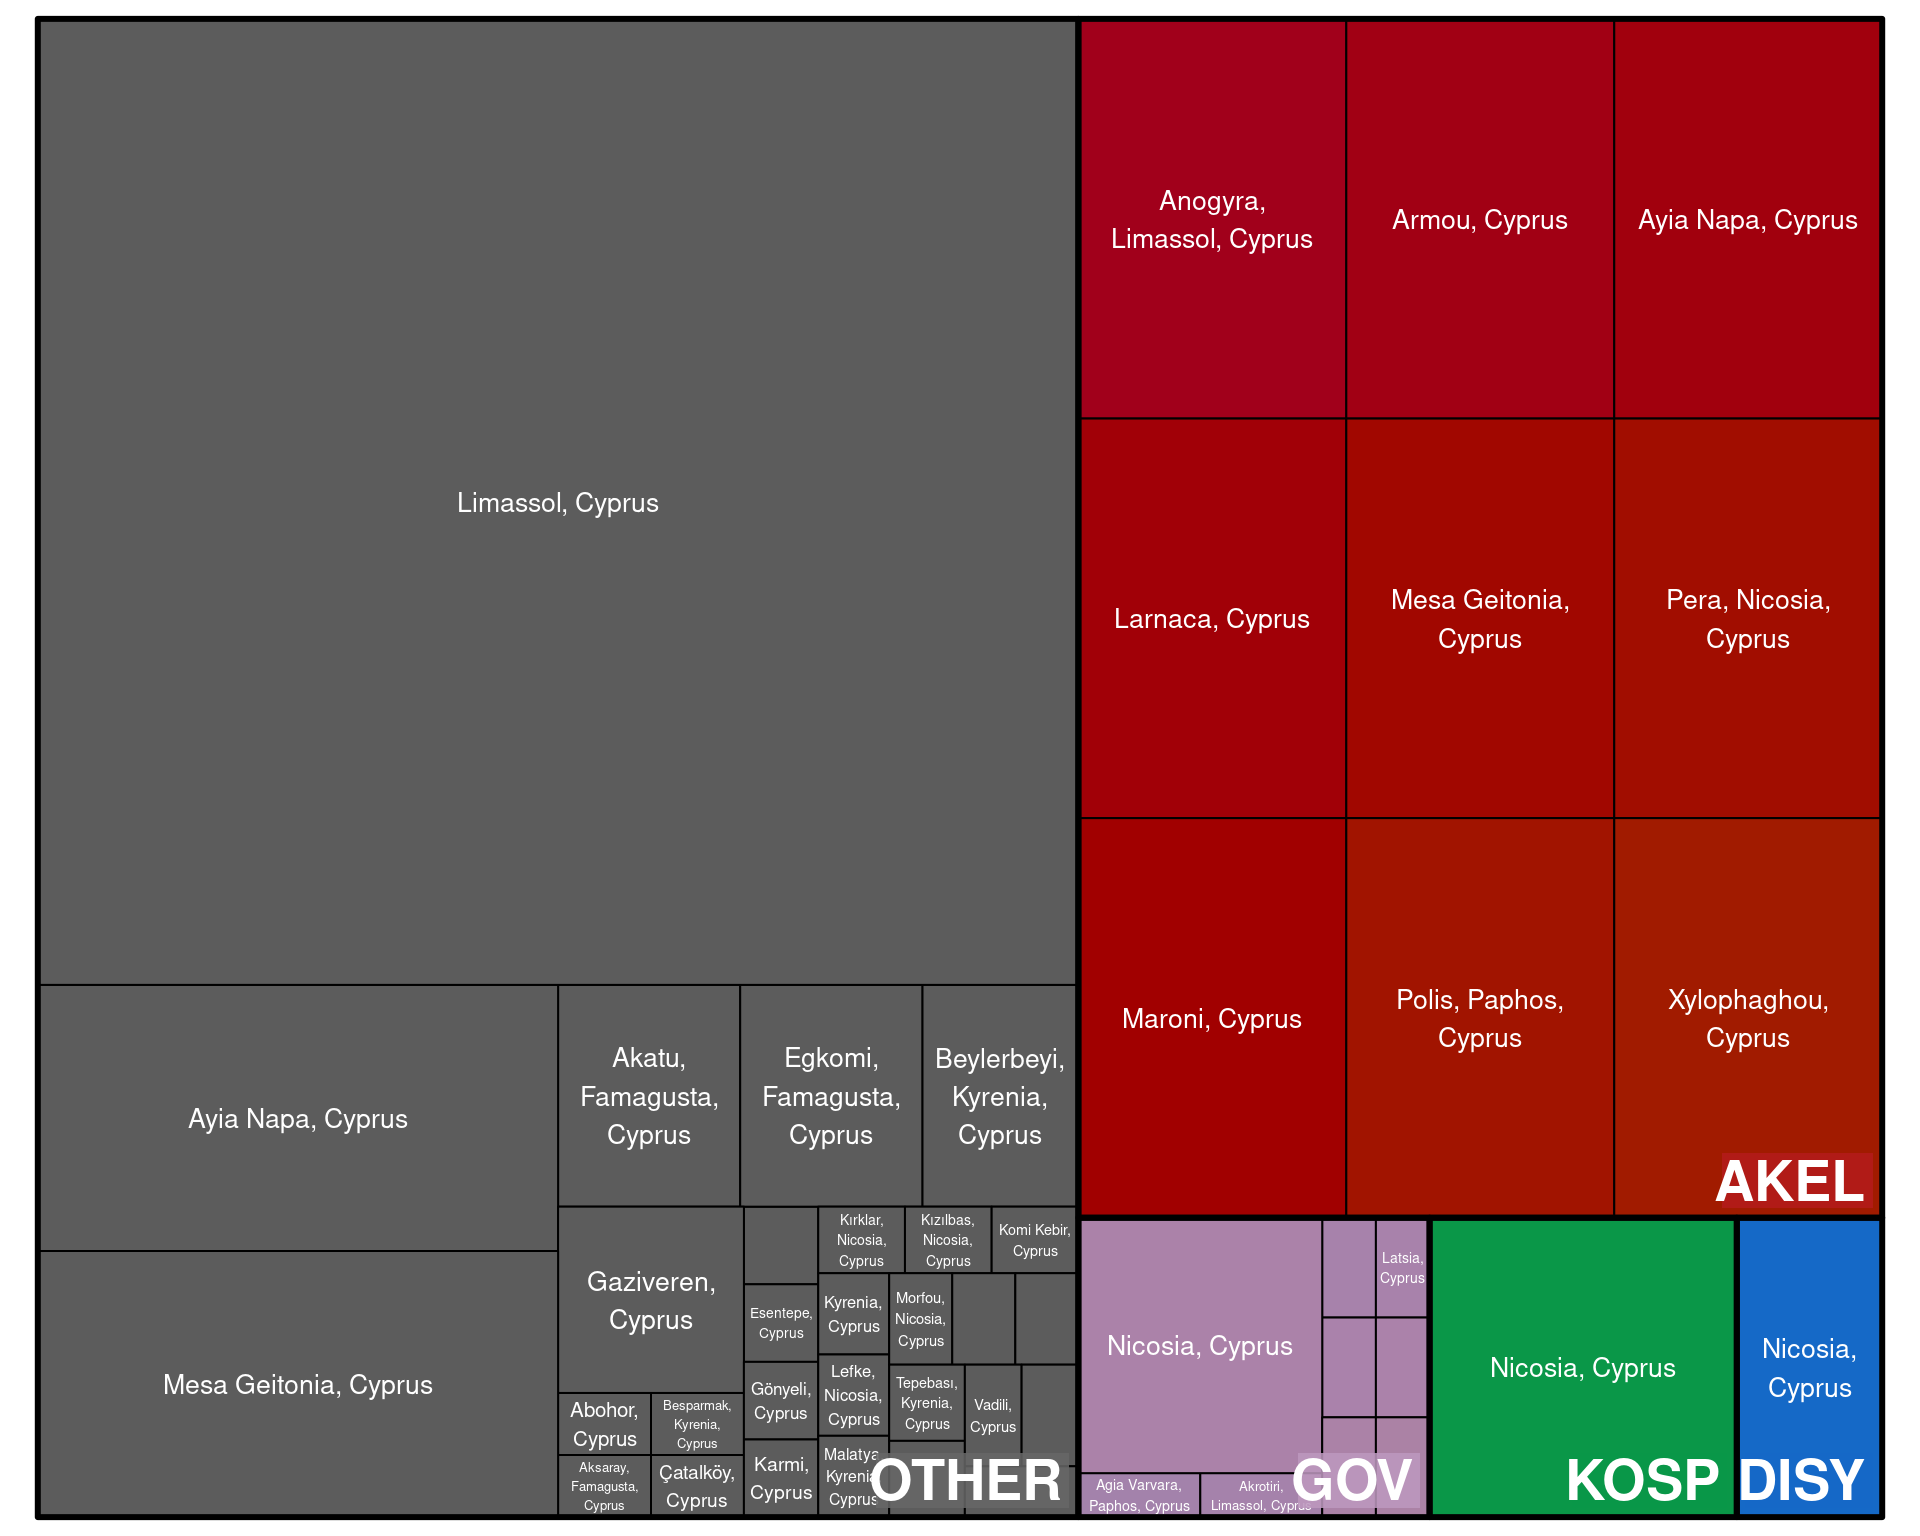 Limassol, Cyprus
Ayia Napa, Cyprus
Mesa Geitonia, Cyprus
Akatu,
Famagusta,
Cyprus
Egkomi,
Famagusta,
Cyprus
Beylerbeyi,
Kyrenia,
Cyprus
Gaziveren,
Cyprus
Abohor,
Cyprus
Besparmak,
Kyrenia,
Cyprus
Aksaray,
Famagusta,
Cyprus
Çatalköy,
Cyprus
Esentepe,
Cyprus
Gönyeli,
Cyprus
Karmi,
Cyprus
Kırklar,
Nicosia,
Cyprus
Kızılbas,
Nicosia,
Cyprus
Komi Kebir,
Cyprus
Kyrenia,
Cyprus
Lefke,
Nicosia,
Cyprus
Malatya
Kyrenia
Cyprus
Morfou,
Nicosia,
Cyprus
Tepebası,
Kyrenia,
Cyprus
Vadili,
Cyprus
OTHER
Anogyra,
Limassol, Cyprus
Armou, Cyprus
Ayia Napa, Cyprus
Larnaca, Cyprus
Mesa Geitonia,
Cyprus
Pera, Nicosia,
Cyprus
Maroni, Cyprus
Polis, Paphos,
Cyprus
Xylophaghou,
Cyprus
AKEL
Nicosia, Cyprus
Latsia,
Cyprus
Agia Varvara,
Paphos, Cyprus
Akrotiri,
Limassol, Cyprus
GOV
Nicosia, Cyprus
KOSP
Nicosia,
Cyprus
DISY